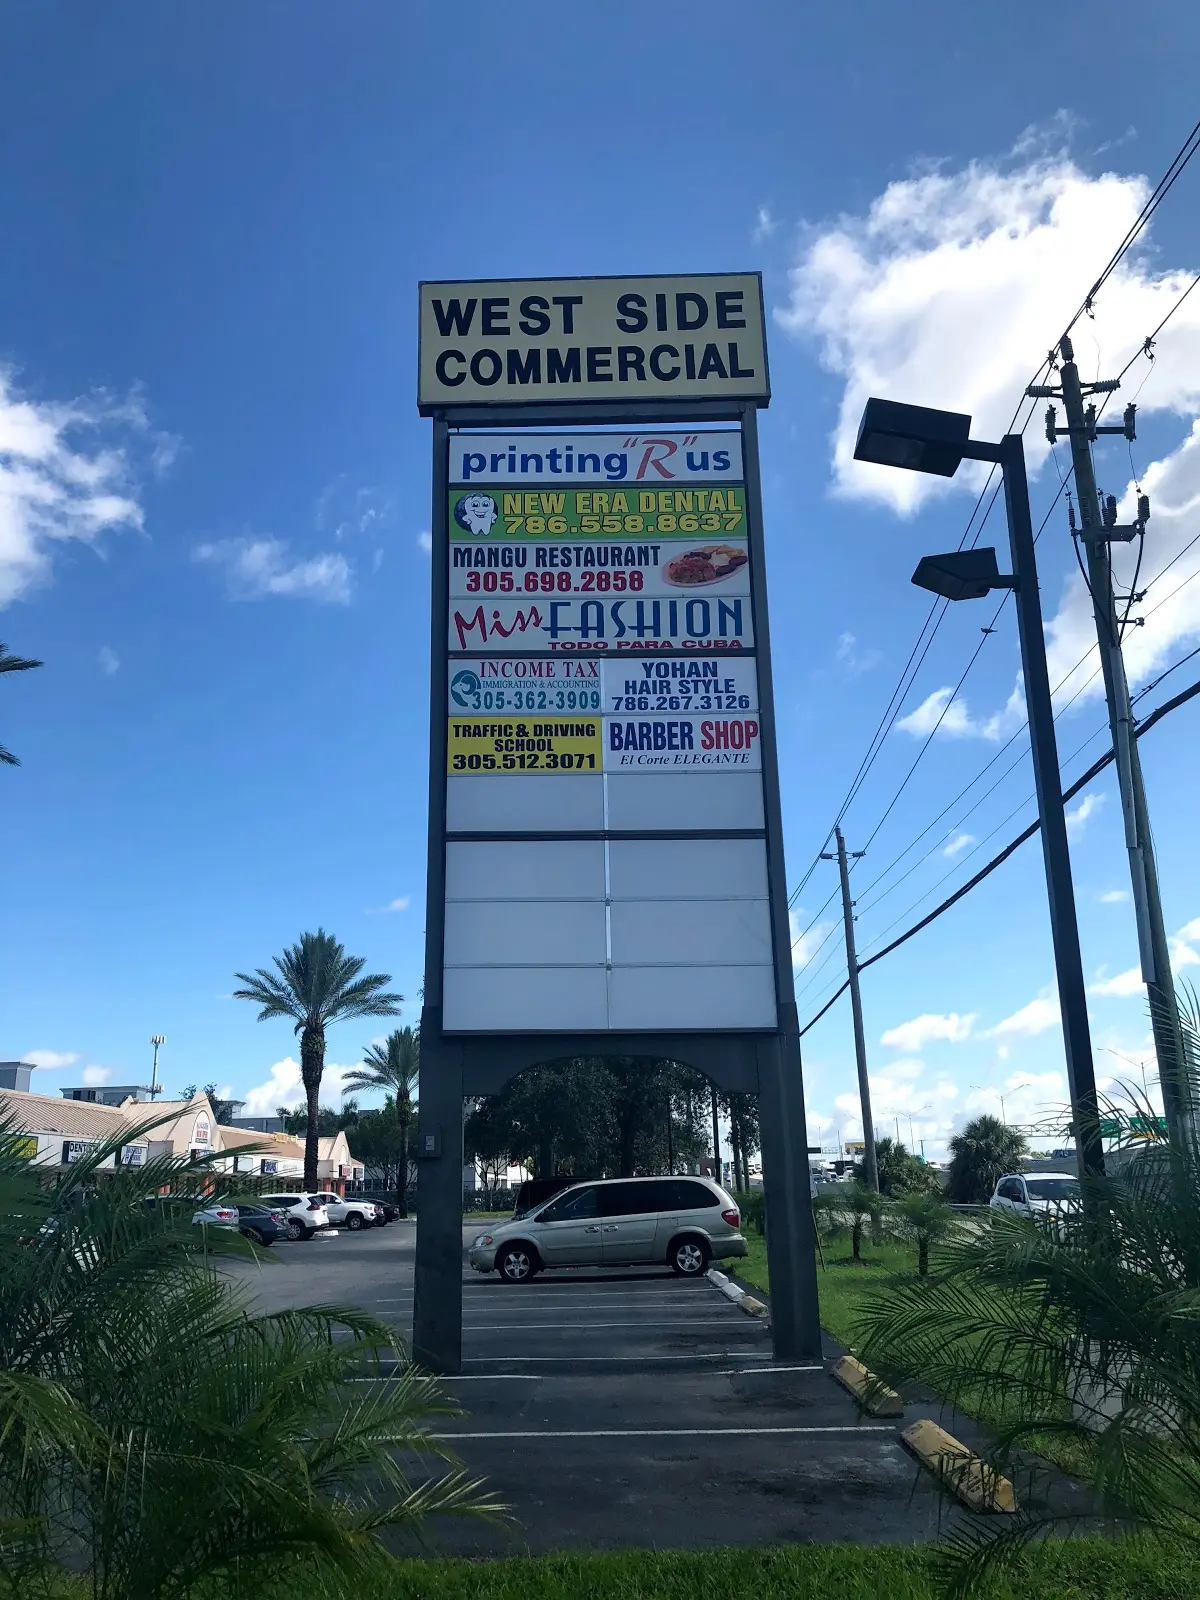 WEST SIDE
COMMERCIAL
printing "R" us
NEW ERA DENTAL
786.558.8637
MANGU RESTAURANT
305.698.2858
Miss FASHION
TODO PARA CUBA
INCOME TAX
IMMIGRATION & ACCOUNTING
305-362-3909
YOHAN
HAIR STYLE
786.267.3126
TRAFFIC & DRIVING
SCHOOL
305.512.3071
BARBER SHOP
El Corte ELEGANTE